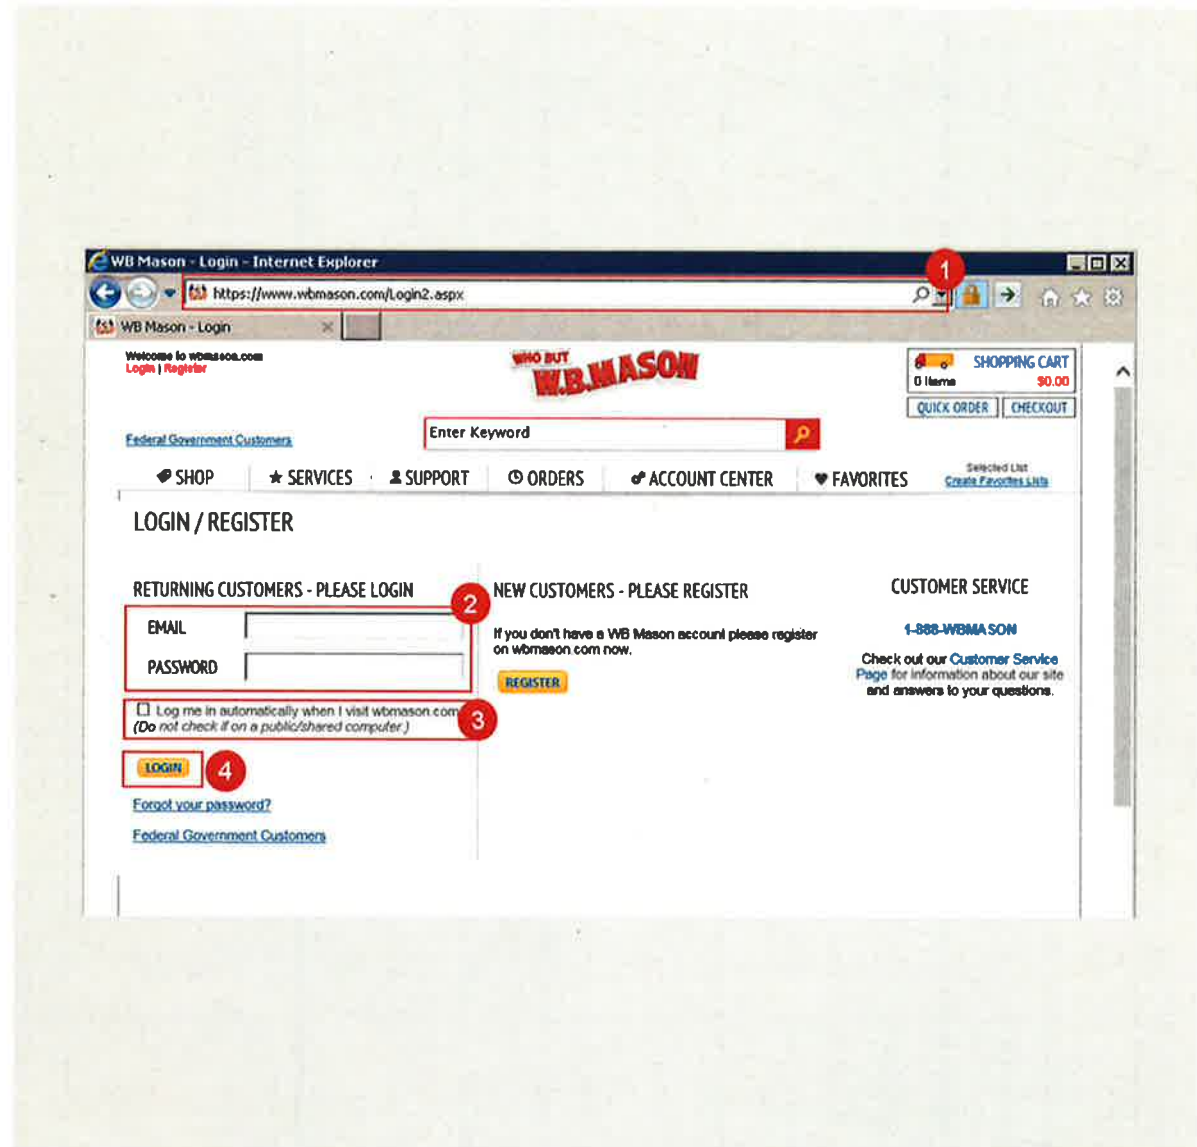 WB Mason - Login - Internet Explorer
1
https://www.wbmason.com/Login2.aspx
WB Mason - Login
Welcome to wbmason.com
Login | Register
WHO BUT
W.B.MASON
SHOPPING CART
0 Items $0.00
QUICK ORDER CHECKOUT
Enter Keyword
Federal Government Customers
SHOP SERVICES SUPPORT ORDERS ACCOUNT CENTER FAVORITES
Selected List
Create Favorites Lists
LOGIN / REGISTER
RETURNING CUSTOMERS - PLEASE LOGIN
2
EMAIL
PASSWORD
Log me in automatically when I visit wbmason.com
(Do not check if on a public/shared computer.)
3
LOGIN
4
Forgot your password?
Federal Government Customers
NEW CUSTOMERS - PLEASE REGISTER
If you don't have a WB Mason account please register
on wbmason.com now.
REGISTER
CUSTOMER SERVICE
1-888-WBMASON
Check out our Customer Service
Page for information about our site
and answers to your questions.